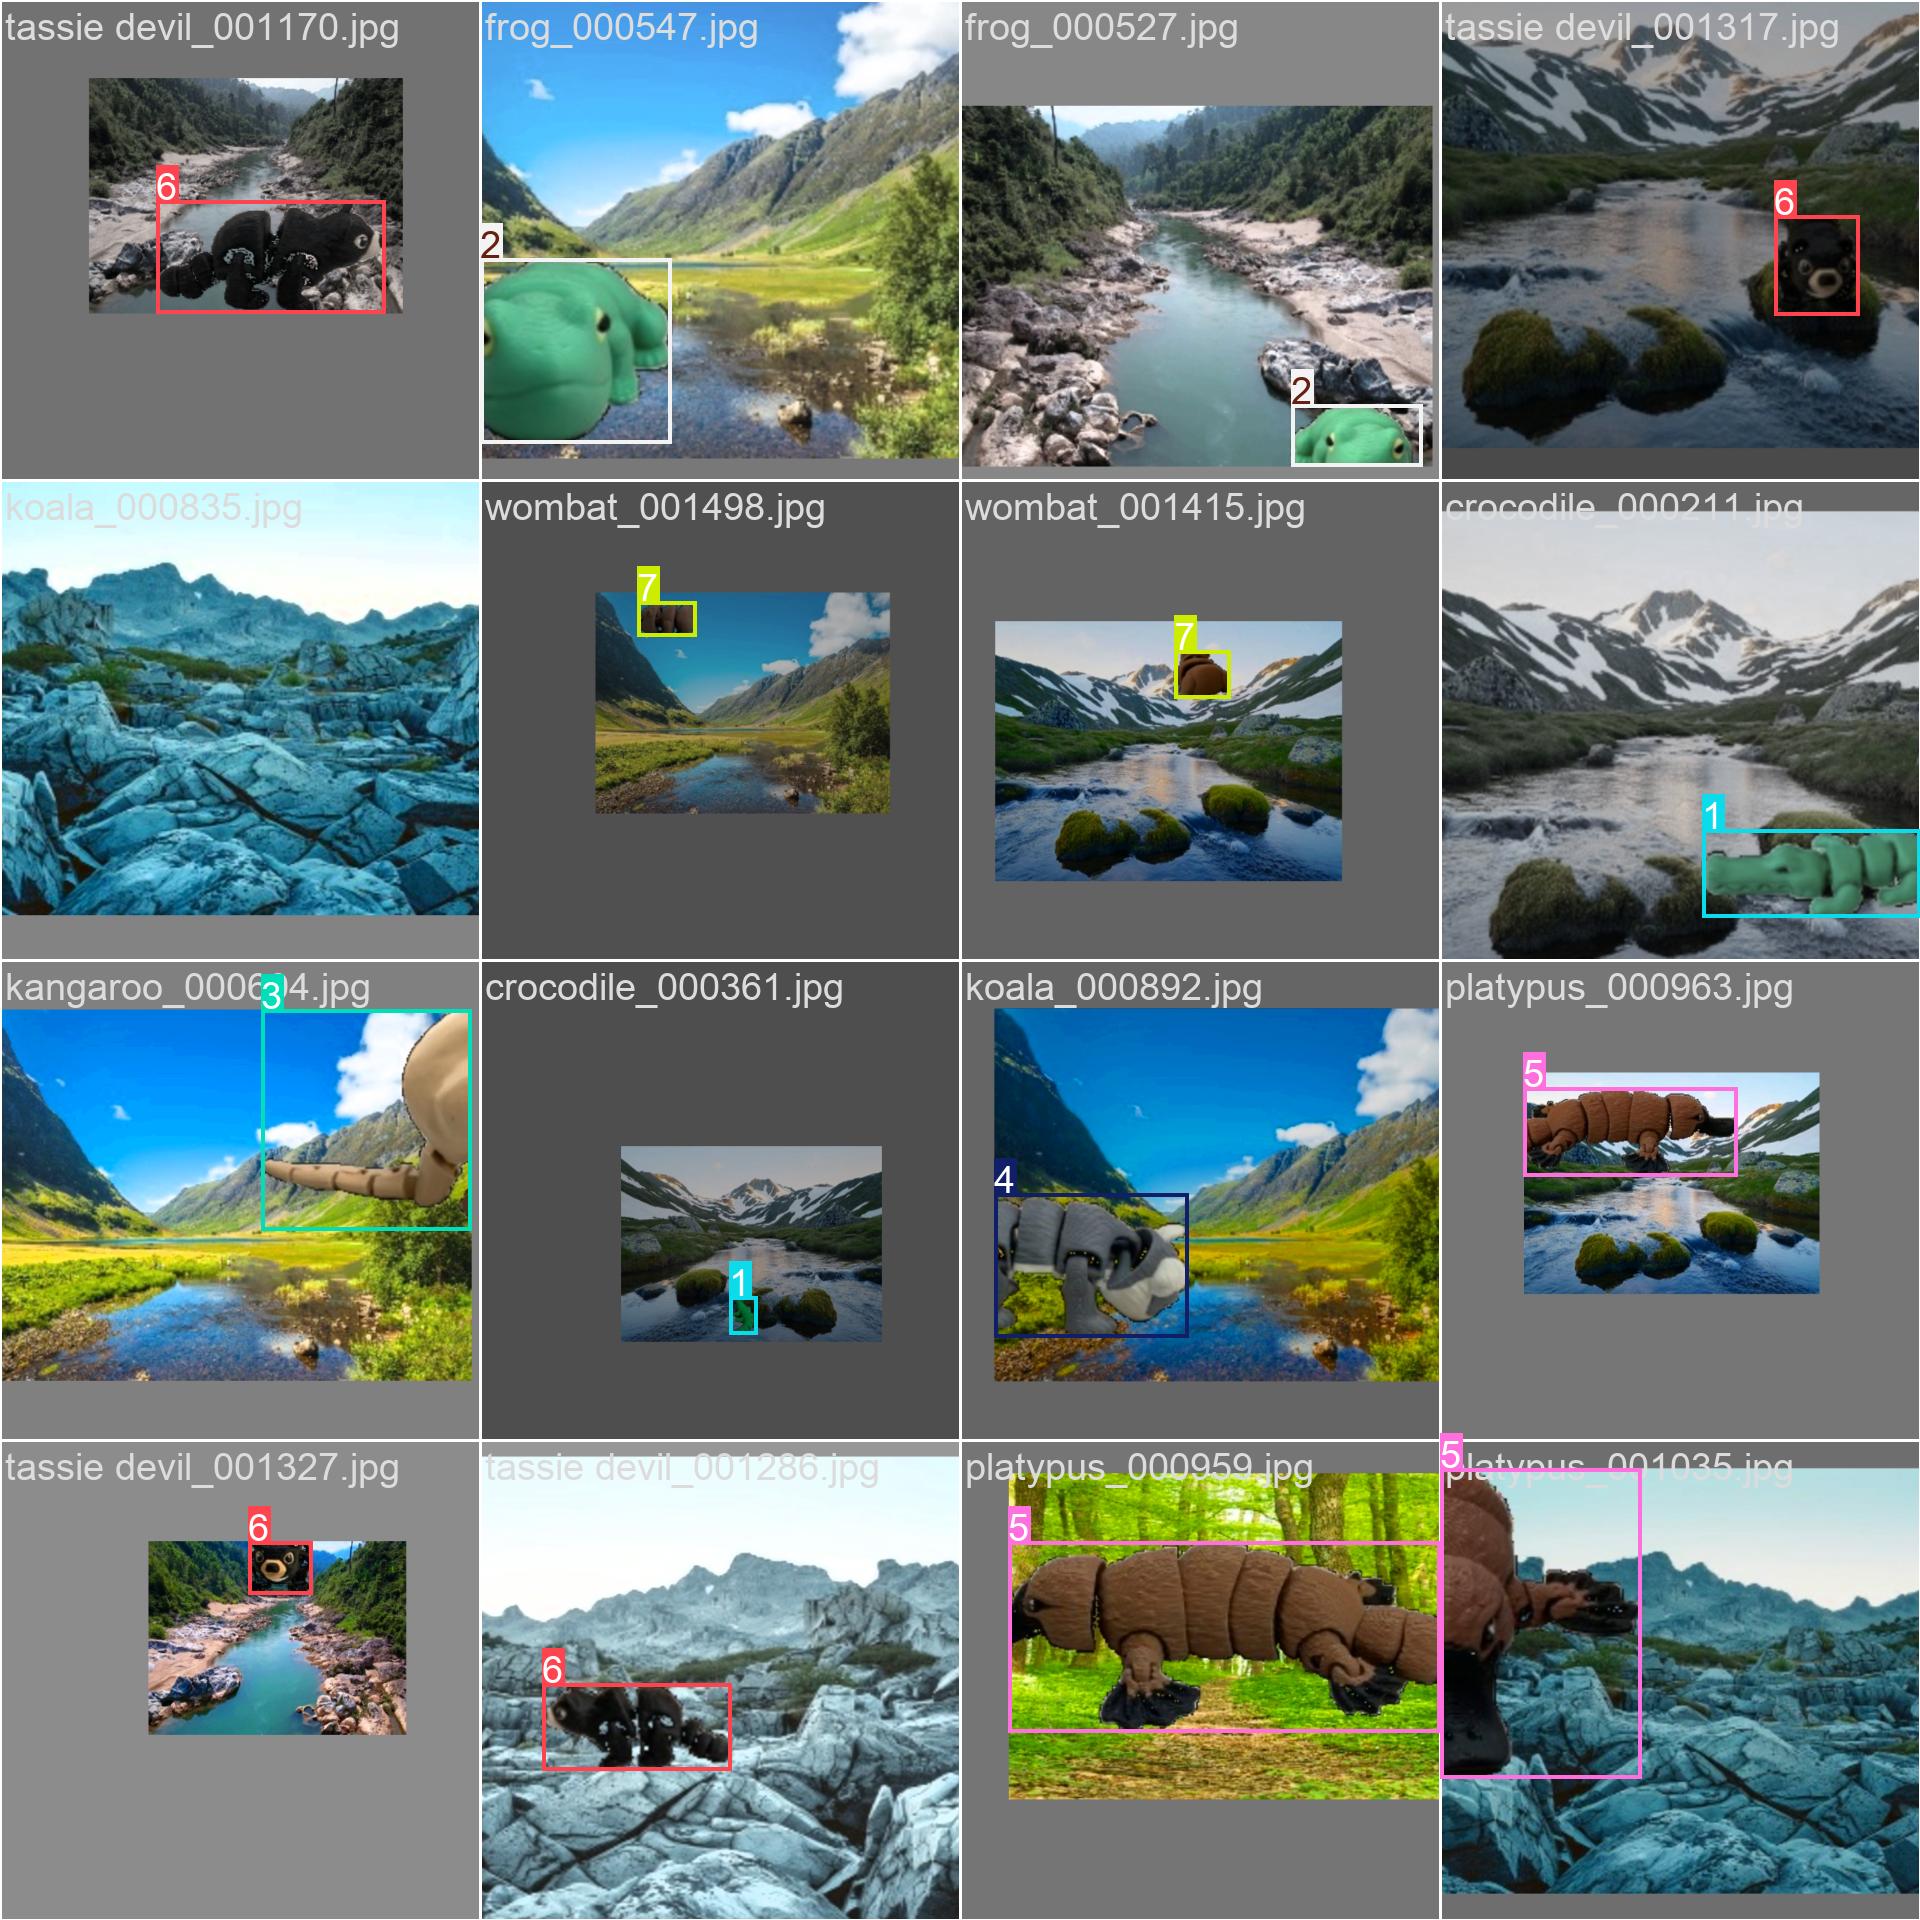 tassie devil_001170.jpg
frog_000547.jpg
frog_000527.jpg
tassie devil_001317.jpg
6
2
2
6
koala_000835.jpg
wombat_001498.jpg
wombat_001415.jpg
crocodile_000211.jpg
7
7
1
kangaroo_000694.jpg
crocodile_000361.jpg
koala_000892.jpg
platypus_000963.jpg
3
1
4
5
tassie devil_001327.jpg
tassie devil_001286.jpg
platypus_000959.jpg
platypus_001035.jpg
6
6
5
5